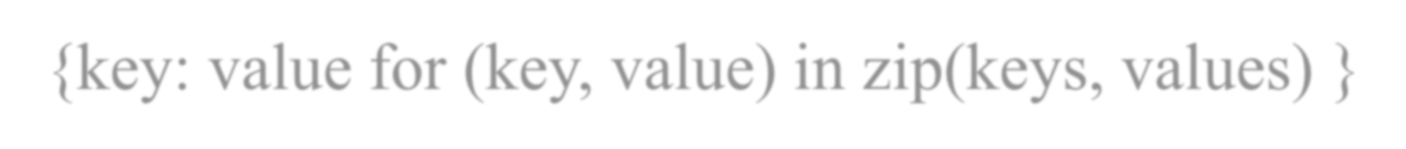 {key: value for (key, value) in zip(keys, values) }